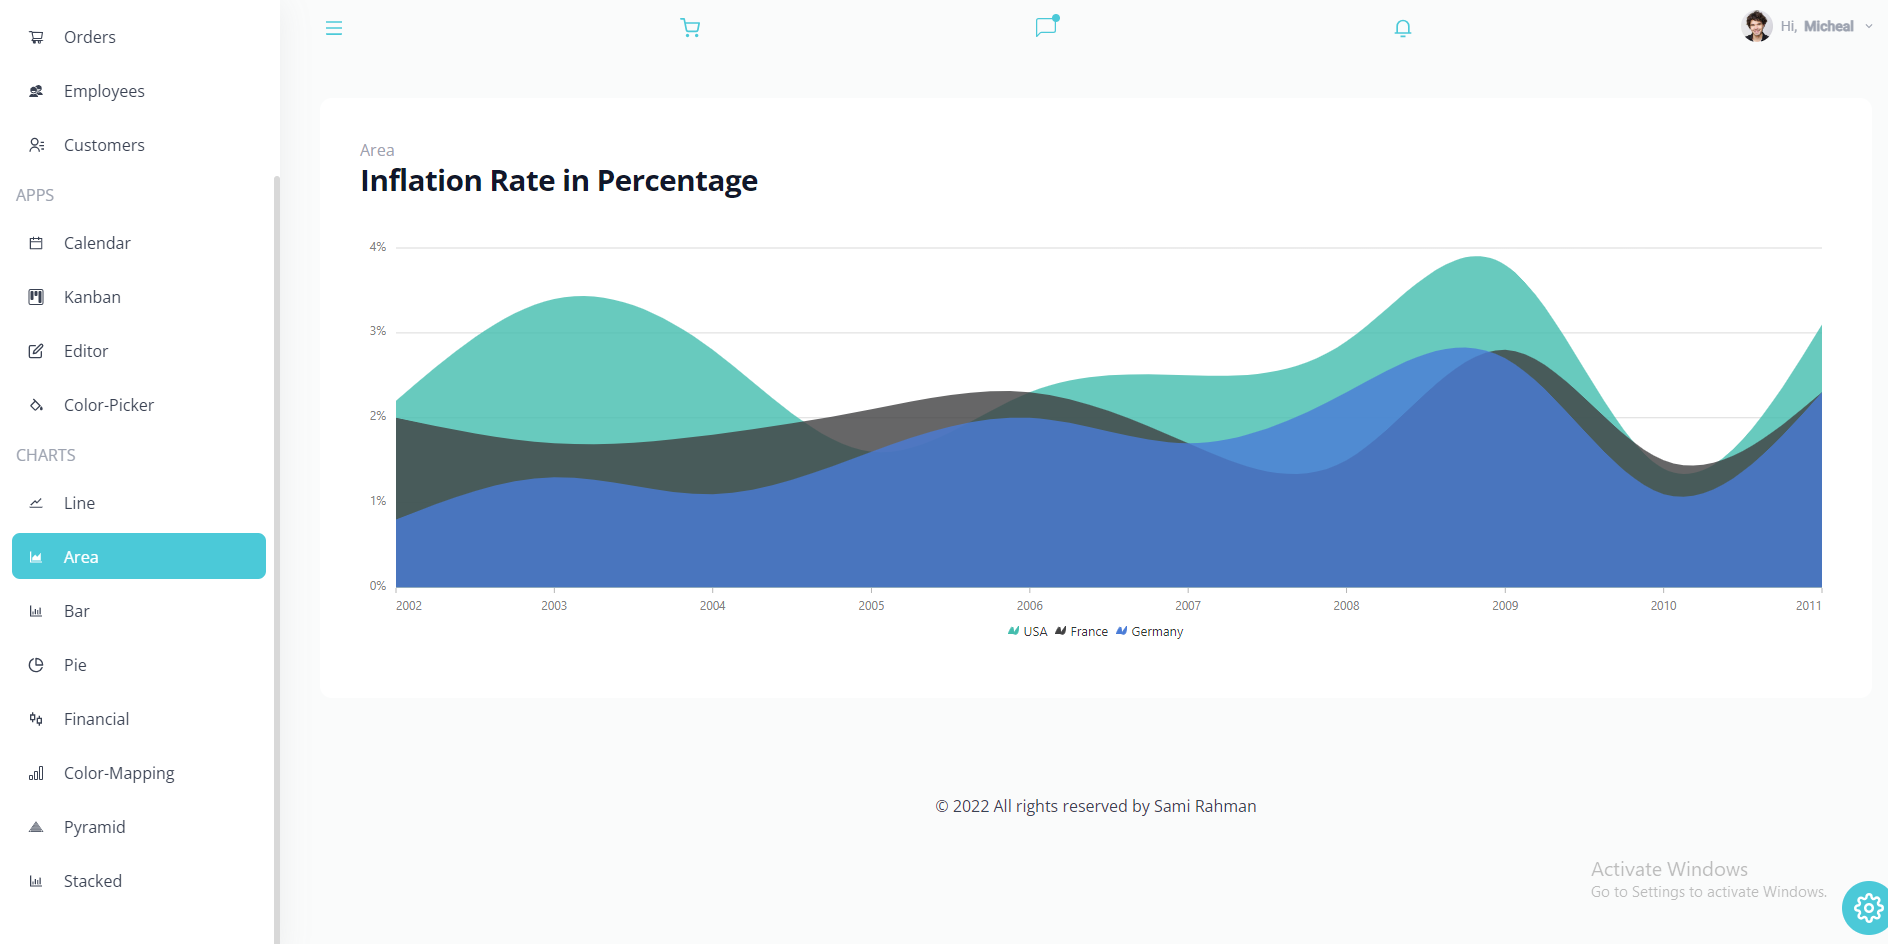 Orders
Employees
Customers
APPS
Calendar
Kanban
Editor
Color-Picker
CHARTS
Line
Area
Bar
Pie
Financial
Color-Mapping
Pyramid
Stacked
Hi, Micheal
Area
Inflation Rate in Percentage
4%
3%
2%
1%
0%
2002 2003 2004 2005 2006 2007 2008 2009 2010 2011
USA France Germany
© 2022 All rights reserved by Sami Rahman
Activate Windows
Go to Settings to activate Windows.